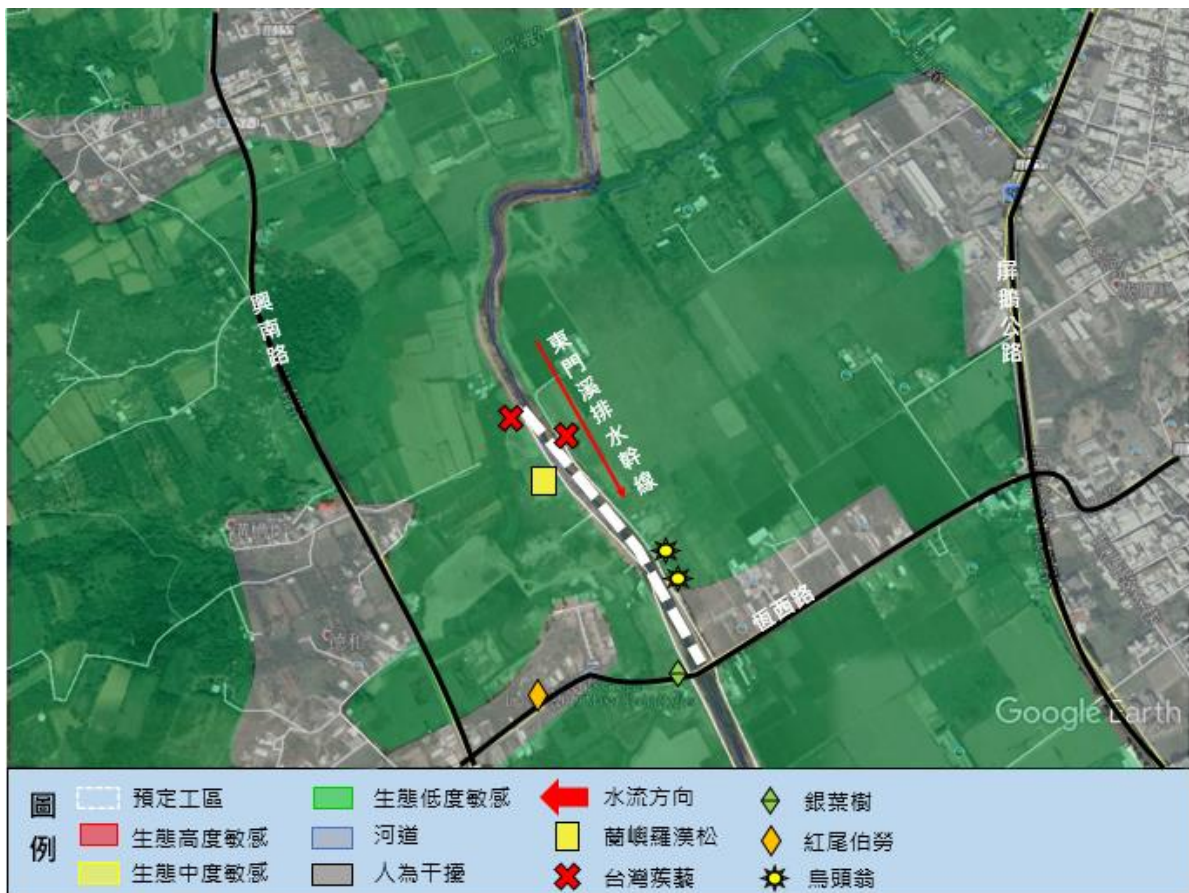 興南路
東門溪排水幹線
屏鵝公路
恆西路
德和
Google Earth
圖例
預定工區
生態高度敏感
生態中度敏感
生態低度敏感
河道
人為干擾
水流方向
蘭嶼羅漢松
台灣蒺藜
銀葉樹
紅尾伯勞
烏頭翁